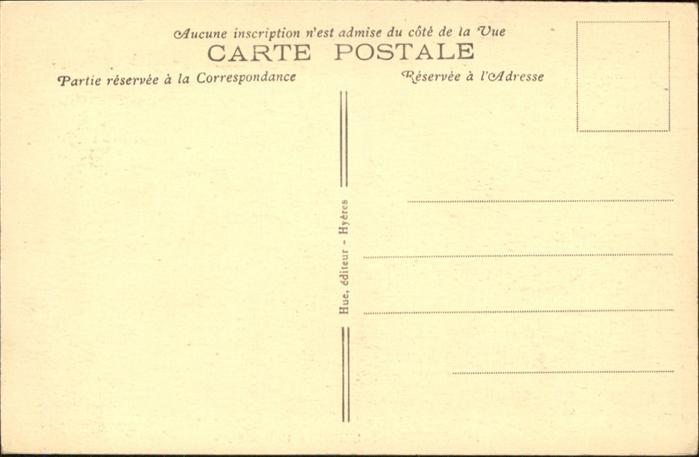 Aucune inscription n'est admise du côté de la Vue
CARTE POSTALE
Partie réservée à la Correspondance
Réservée à l'Adresse
Hue, éditeur - Hyères